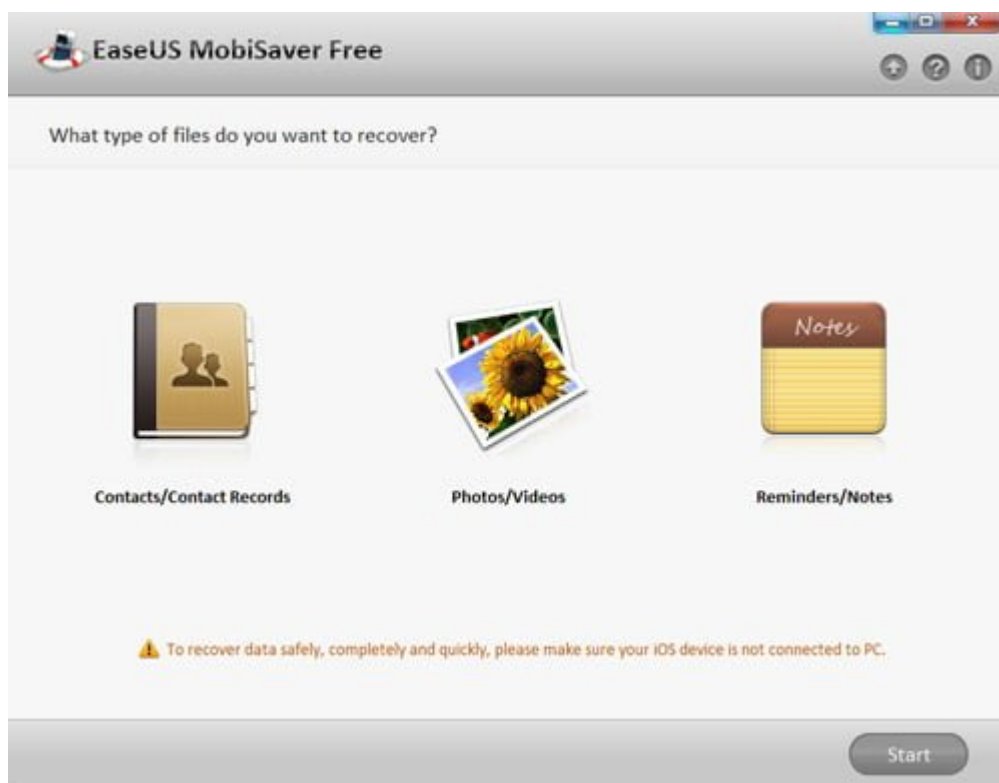 EaseUS MobiSaver Free
What type of files do you want to recover?
Notes
Contacts/Contact Records
Photos/Videos
Reminders/Notes
To recover data safely, completely and quickly, please make sure your iOS device is not connected to PC.
Start